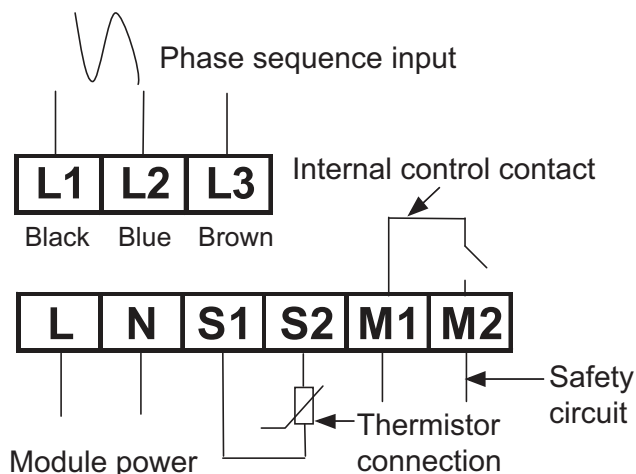 Phase sequence input
L1 L2 L3
Internal control contact
Black Blue Brown
L N S1 S2 M1 M2
Safety
circuit
Thermistor
connection
Module power